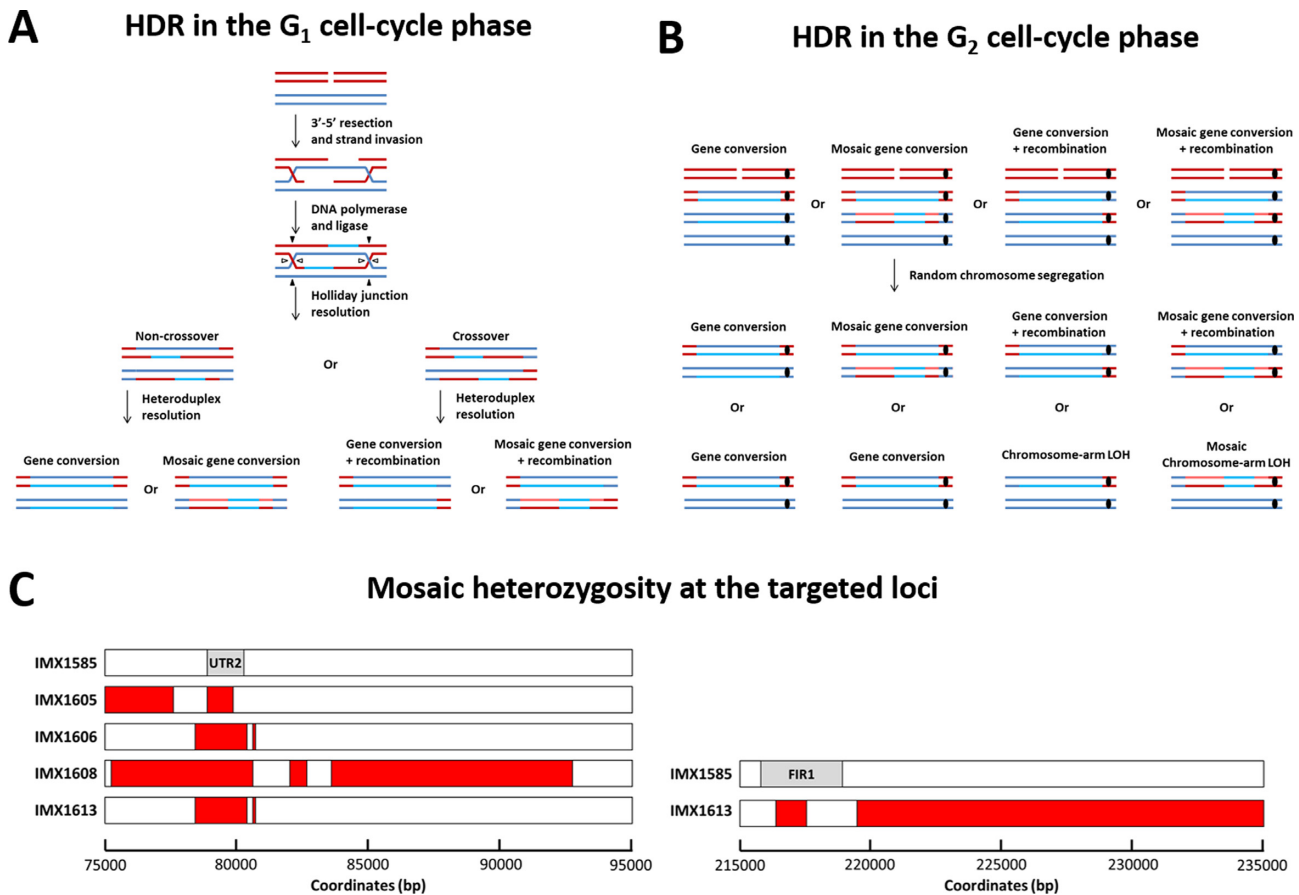 A
HDR in the G1 cell-cycle phase
3'-5' resection
and strand invasion
DNA polymerase
and ligase
Holliday junction
resolution
Non-crossover
Or
Crossover
Heteroduplex
resolution
Heteroduplex
resolution
Gene conversion
Or
Mosaic gene conversion
Gene conversion
+ recombination
Or
Mosaic gene conversion
+ recombination
B
HDR in the G2 cell-cycle phase
Gene conversion
Or
Mosaic gene conversion
Or
Gene conversion
+ recombination
Or
Mosaic gene conversion
+ recombination
Random chromosome segregation
Gene conversion
Mosaic gene conversion
Gene conversion
+ recombination
Mosaic gene conversion
+ recombination
Or
Or
Or
Or
Gene conversion
Gene conversion
Chromosome-arm LOH
Mosaic
Chromosome-arm LOH
C
Mosaic heterozygosity at the targeted loci
IMX1585
UTR2
IMX1605
IMX1606
IMX1608
IMX1613
75000 80000 85000 90000 95000
Coordinates (bp)
IMX1585
FIR1
IMX1613
215000 220000 225000 230000 235000
Coordinates (bp)